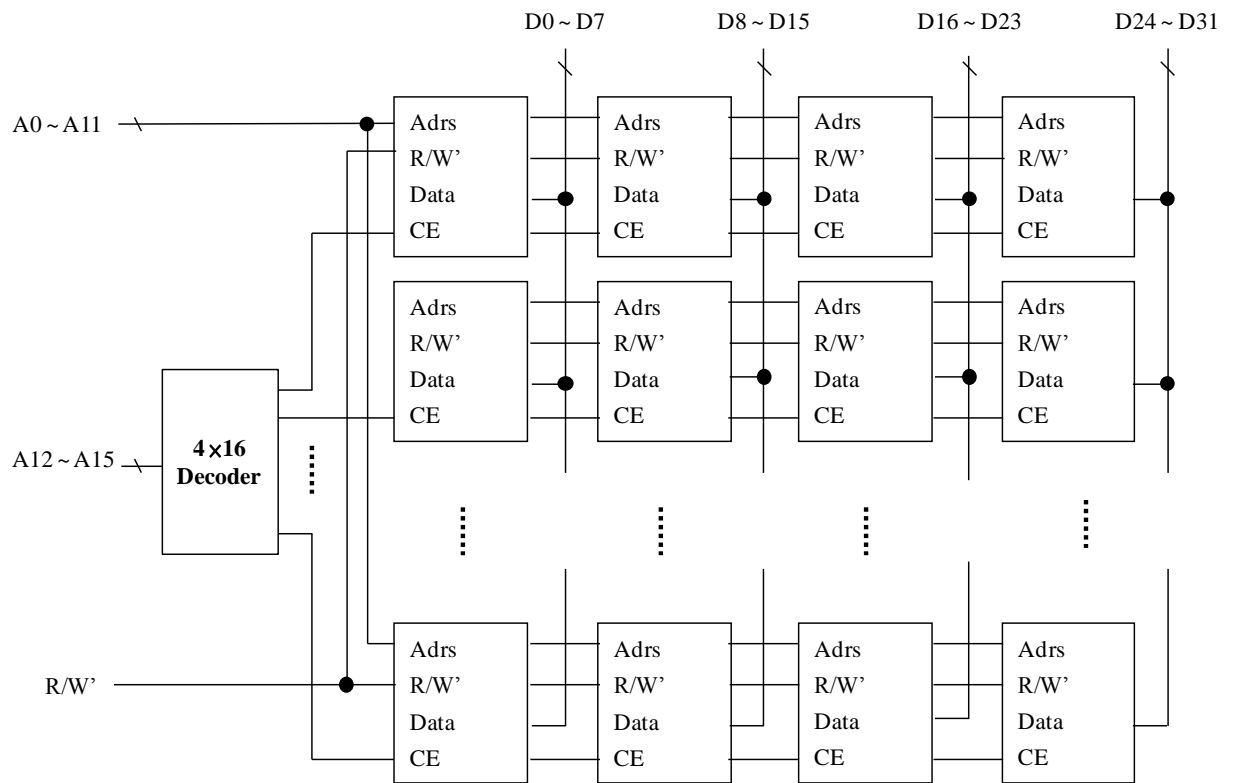 D0 ~ D7
D8 ~ D15
D16 ~ D23
D24 ~ D31
A0 ~ A11
Adrs
R/W’
Data
CE
Adrs
R/W’
Data
CE
Adrs
R/W’
Data
CE
Adrs
R/W’
Data
CE
Adrs
R/W’
Data
CE
Adrs
R/W’
Data
CE
Adrs
R/W’
Data
CE
Adrs
R/W’
Data
CE
A12 ~ A15
4×16
Decoder
R/W’
Adrs
R/W’
Data
CE
Adrs
R/W’
Data
CE
Adrs
R/W’
Data
CE
Adrs
R/W’
Data
CE